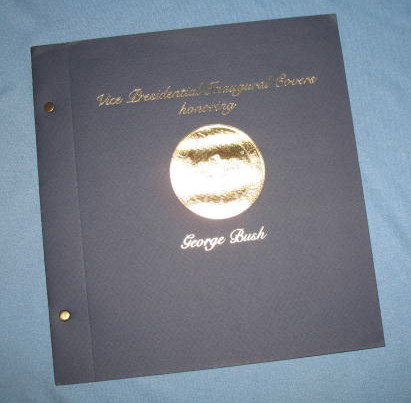 Vice Presidential Inaugural Covers
honoring
George Bush